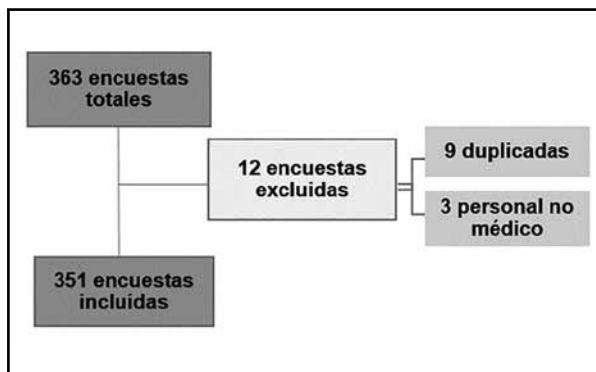 363 encuestas
totales
12 encuestas
excluidas
9 duplicadas
3 personal no
médico
351 encuestas
incluidas